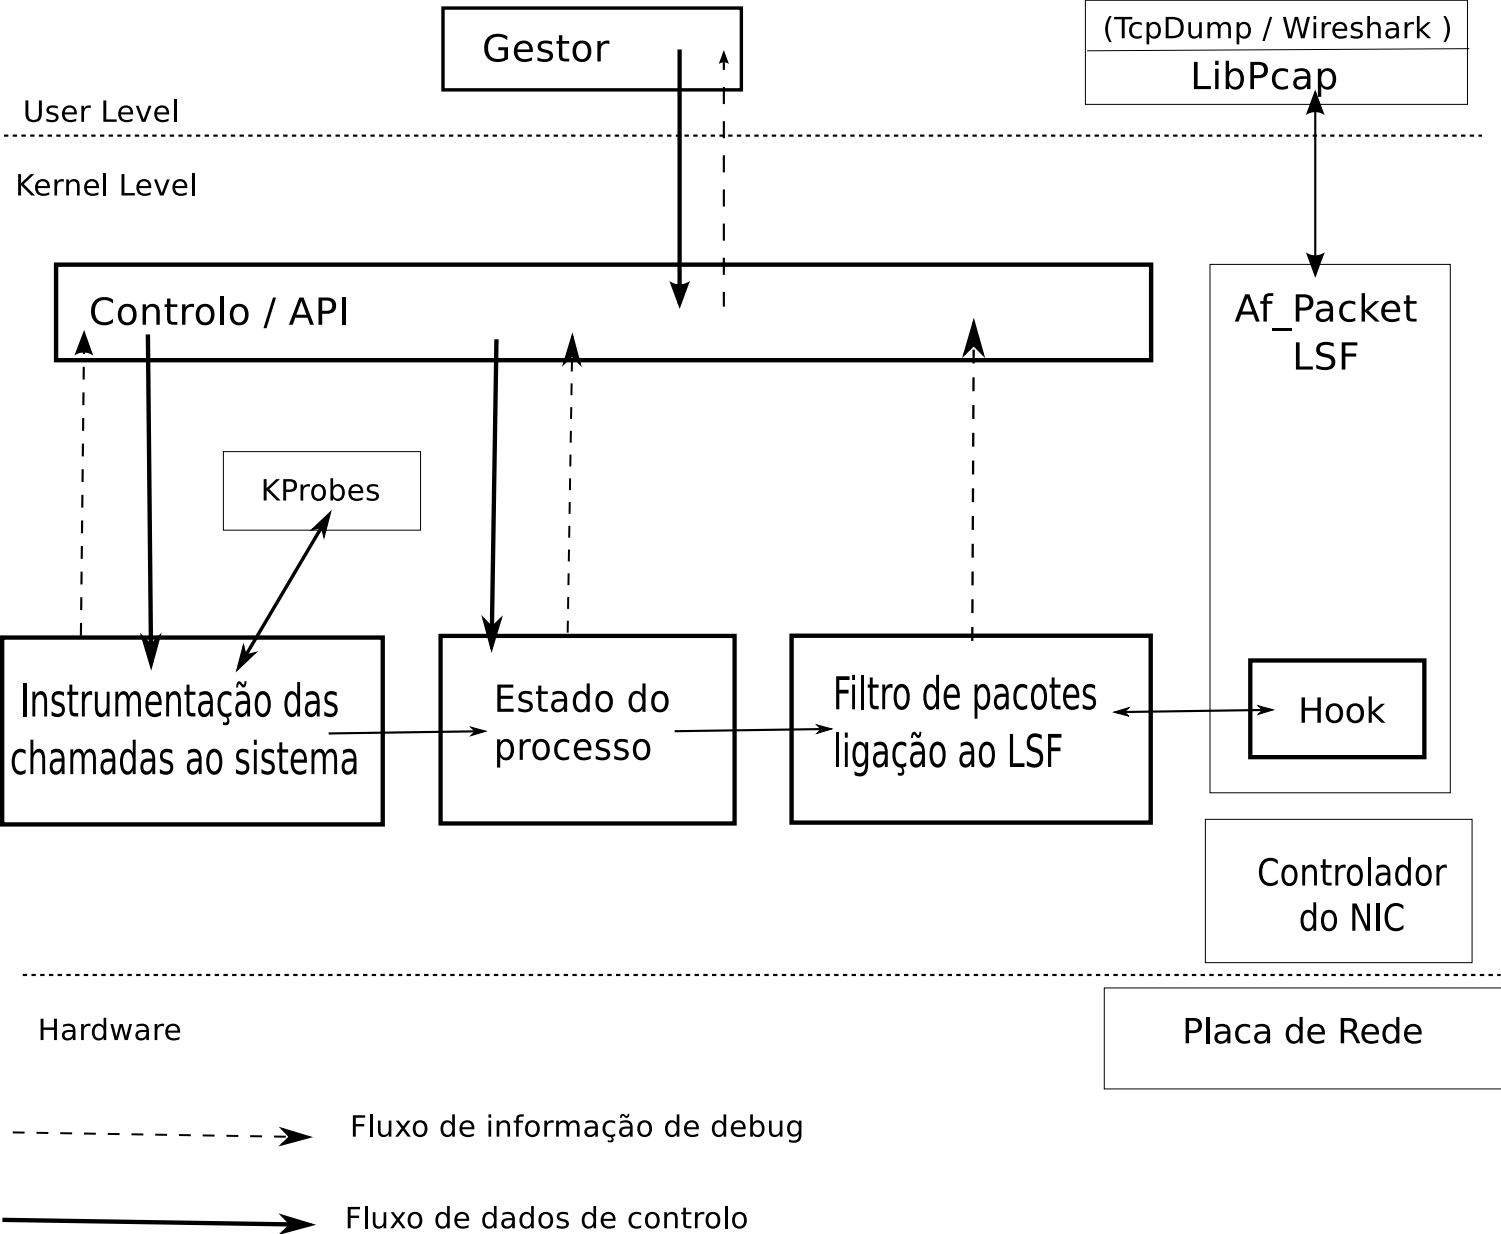 Gestor
(TcpDump / Wireshark )
LibPcap
User Level
Kernel Level
Controlo / API
Af_Packet
LSF
KProbes
Instrumentação das
chamadas ao sistema
Estado do
processo
Filtro de pacotes
ligação ao LSF
Hook
Controlador
do NIC
Hardware
Placa de Rede
Fluxo de informação de debug
Fluxo de dados de controlo